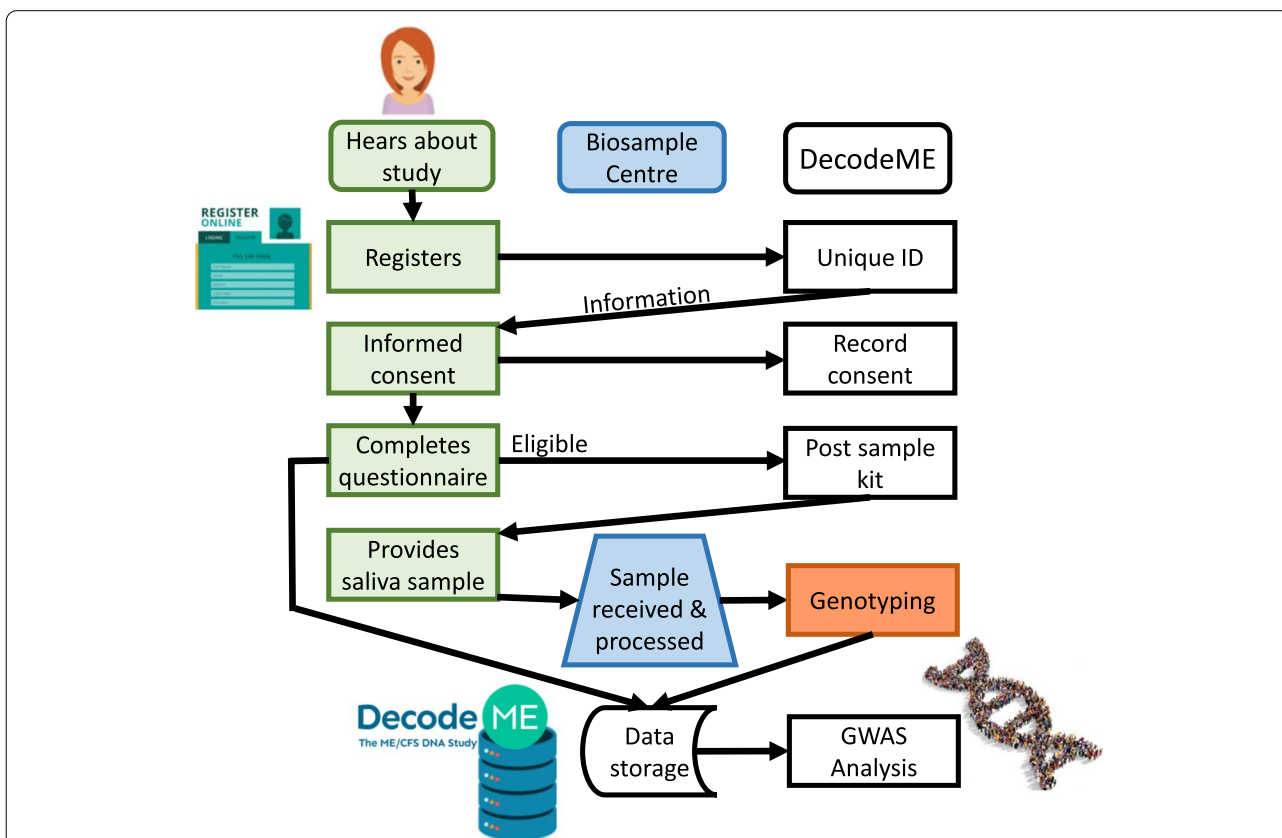 Hears about
study
Biosample
Centre
DecodeME
REGISTER
ONLINE
Registers
Unique ID
Information
Informed
consent
Record
consent
Completes
questionnaire
Eligible
Post sample
kit
Provides
saliva sample
Sample
received &
processed
Genotyping
Decode ME
The ME/CFS DNA Study
Data
storage
GWAS
Analysis